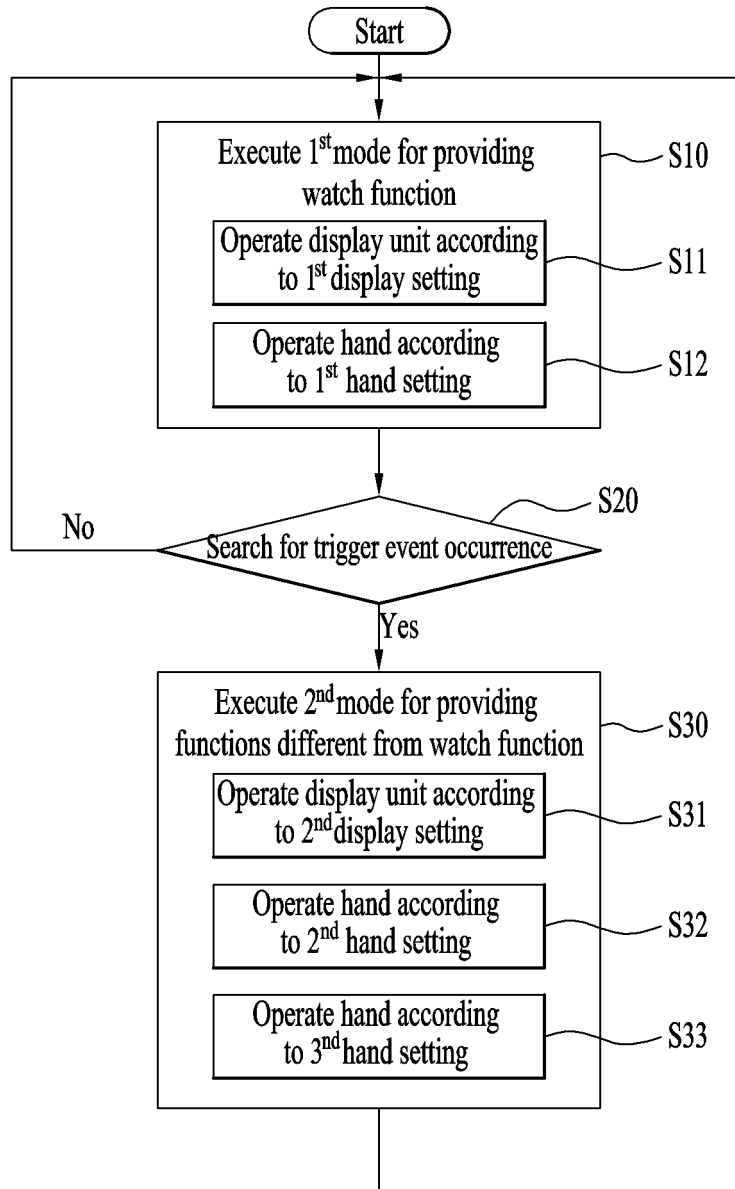 Start
Execute 1st mode for providing
watch function
S10
Operate display unit according
to 1st display setting
S11
Operate hand according
to 1st hand setting
S12
S20
No
Search for trigger event occurrence
Yes
Execute 2nd mode for providing
functions different from watch function
S30
Operate display unit according
to 2nd display setting
S31
Operate hand according
to 2nd hand setting
S32
Operate hand according
to 3nd hand setting
S33